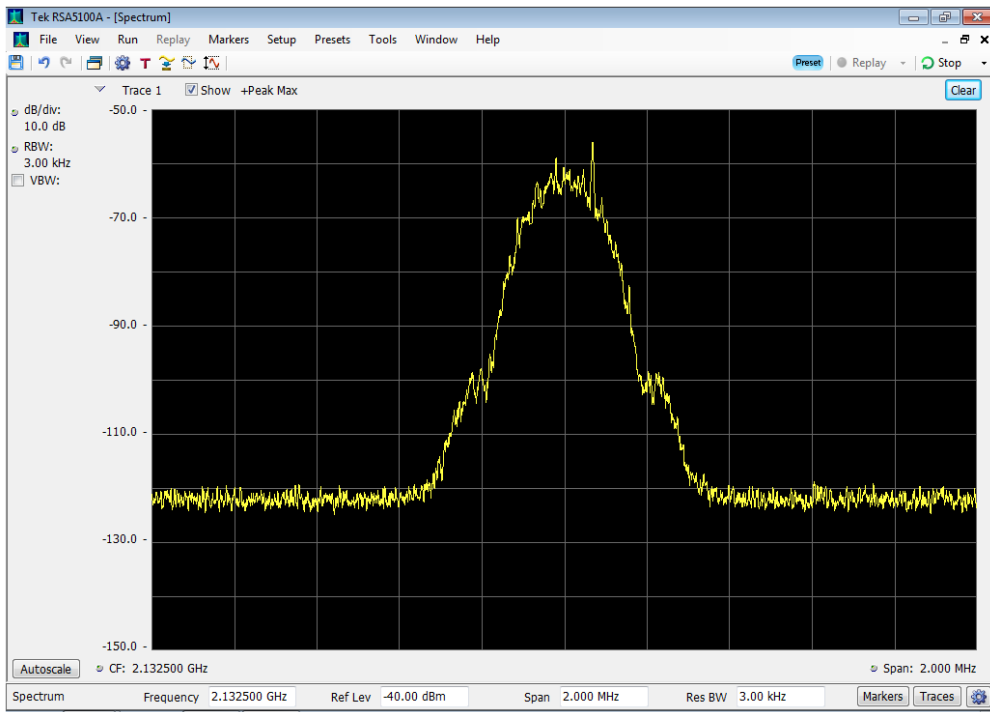 Tek RSA5100A - [Spectrum]
File View Run Replay Markers Setup Presets Tools Window Help
T Preset Replay Stop
Trace 1 Show +Peak Max Clear
dB/div:
10.0 dB
RBW:
3.00 kHz
VBW:
-50.0 -
-70.0 -
-90.0 -
-110.0 -
-130.0 -
-150.0 -
Autoscale CF: 2.132500 GHz Span: 2.000 MHz
Spectrum Frequency 2.132500 GHz Ref Lev -40.00 dBm Span 2.000 MHz Res BW 3.00 kHz Markers Traces